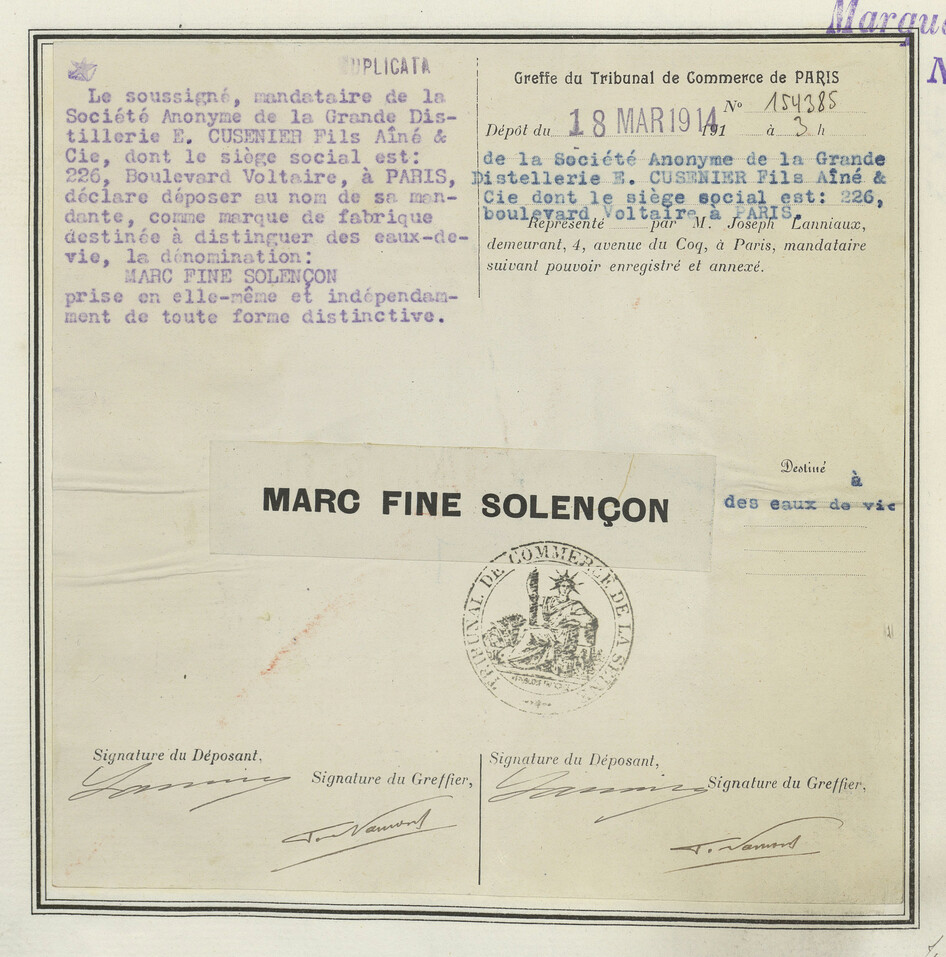 Marque
N
DUPLICATA
Le soussigné, mandataire de la
Société Anonyme de la Grande Dis-
tillerie E. CUSENIER Fils Aîné &
Cie, dont le siège social est:
226, Boulevard Voltaire, à PARIS,
déclare déposer au nom de sa man-
dante, comme marque de fabrique
destinée à distinguer des eaux-de-
vie, la dénomination:
MARC FINE SOLENÇON
prise en elle-même et indépendam-
ment de toute forme distinctive.
Greffe du Tribunal de Commerce de PARIS
N° 154385
Dépôt du 18 MAR 1914 191 à 3 h
de la Société Anonyme de la Grande
Distellerie E. CUSENIER Fils Aîné &
Cie dont le siège social est: 226,
boulevard Voltaire à PARIS.
Représenté par M. Joseph Lanniaux,
demeurant, 4, avenue du Coq, à Paris, mandataire
suivant pouvoir enregistré et annexé.
Destiné à
des eaux de vie
MARC FINE SOLENÇON
TRIBUNAL DE COMMERCE DE LA SEINE
Signature du Déposant,
Signature du Greffier,
Signature du Déposant,
Signature du Greffier,